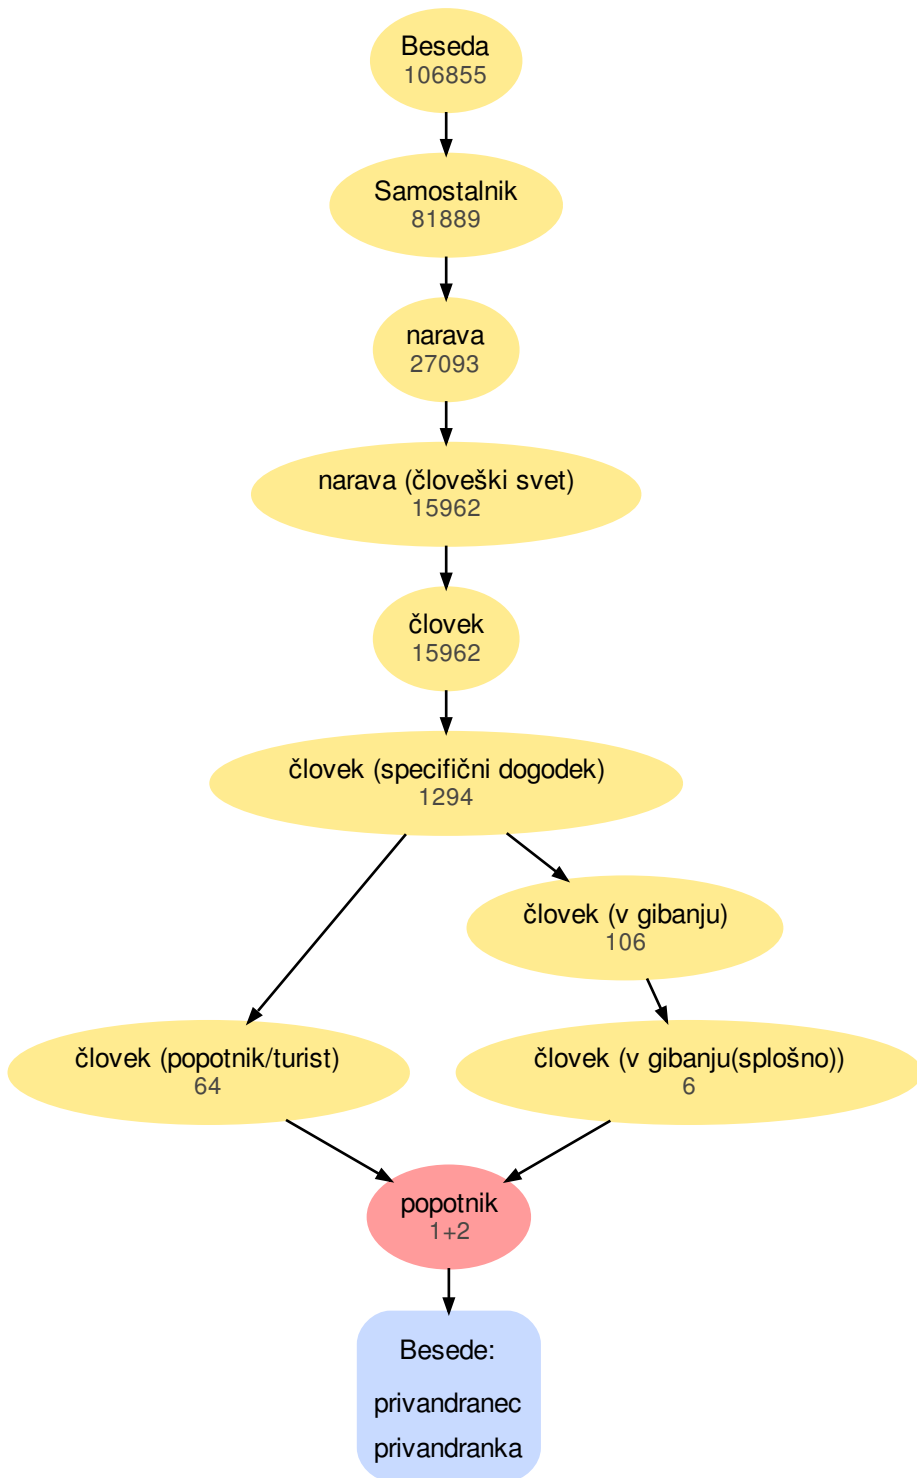 Beseda
106855
Samostalnik
81889
narava
27093
narava (človeški svet)
15962
človek
15962
človek (specifični dogodek)
1294
človek (v gibanju)
106
človek (popotnik/turist)
64
človek (v gibanju(splošno))
6
popotnik
1+2
Besede:
privandranec
privandranka